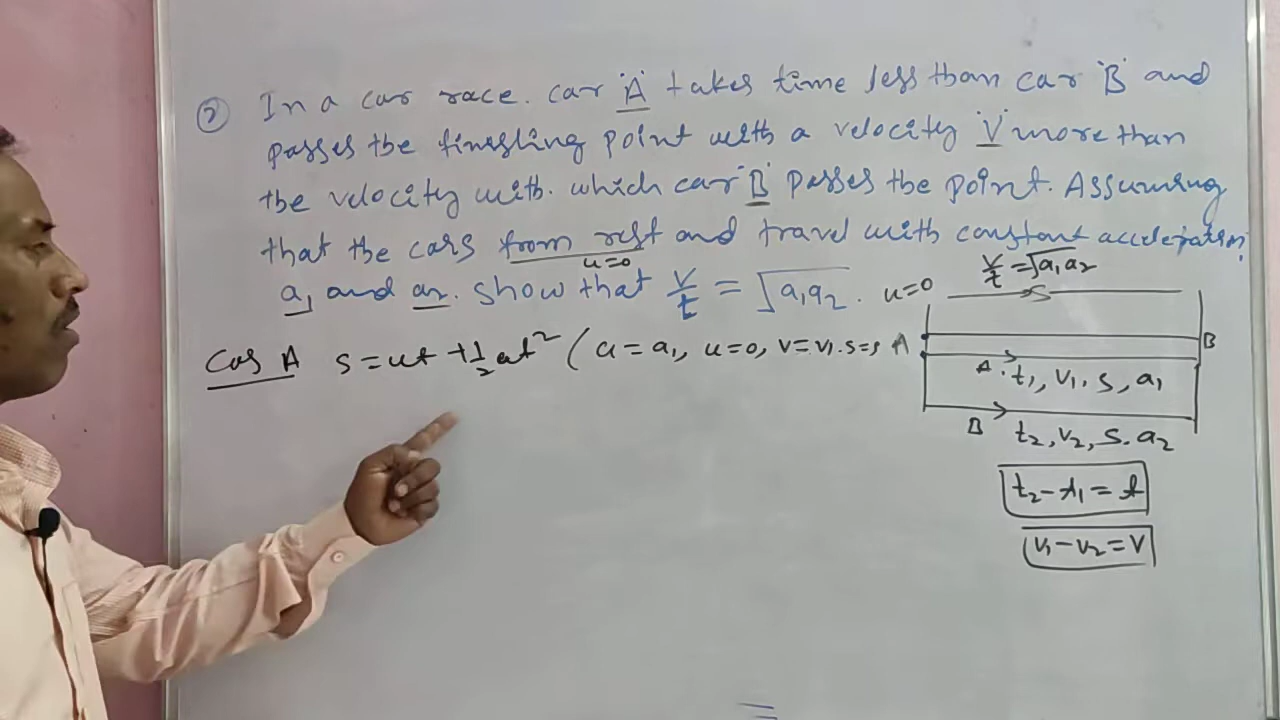 ② In a car race. car 'A' takes time less than car 'B' and
passes the finisling point with a velocity 'V' more than
the velocity with. which car 'B' passes the point. Assuming
that the cars from rest and travel with constant acceleration
u=0
a₁ and a₂. show that v/t = √a₁a₂.
v/t = √a₁a₂
u=0
S
Cas A s = ut + 1/2 at² ( a = a₁, u=0, v=v₁. s=s
A
B
A. t₁, v₁. s, a₁
B t₂, v₂, s. a₂
t₂ - t₁ = t
v₁ - v₂ = V